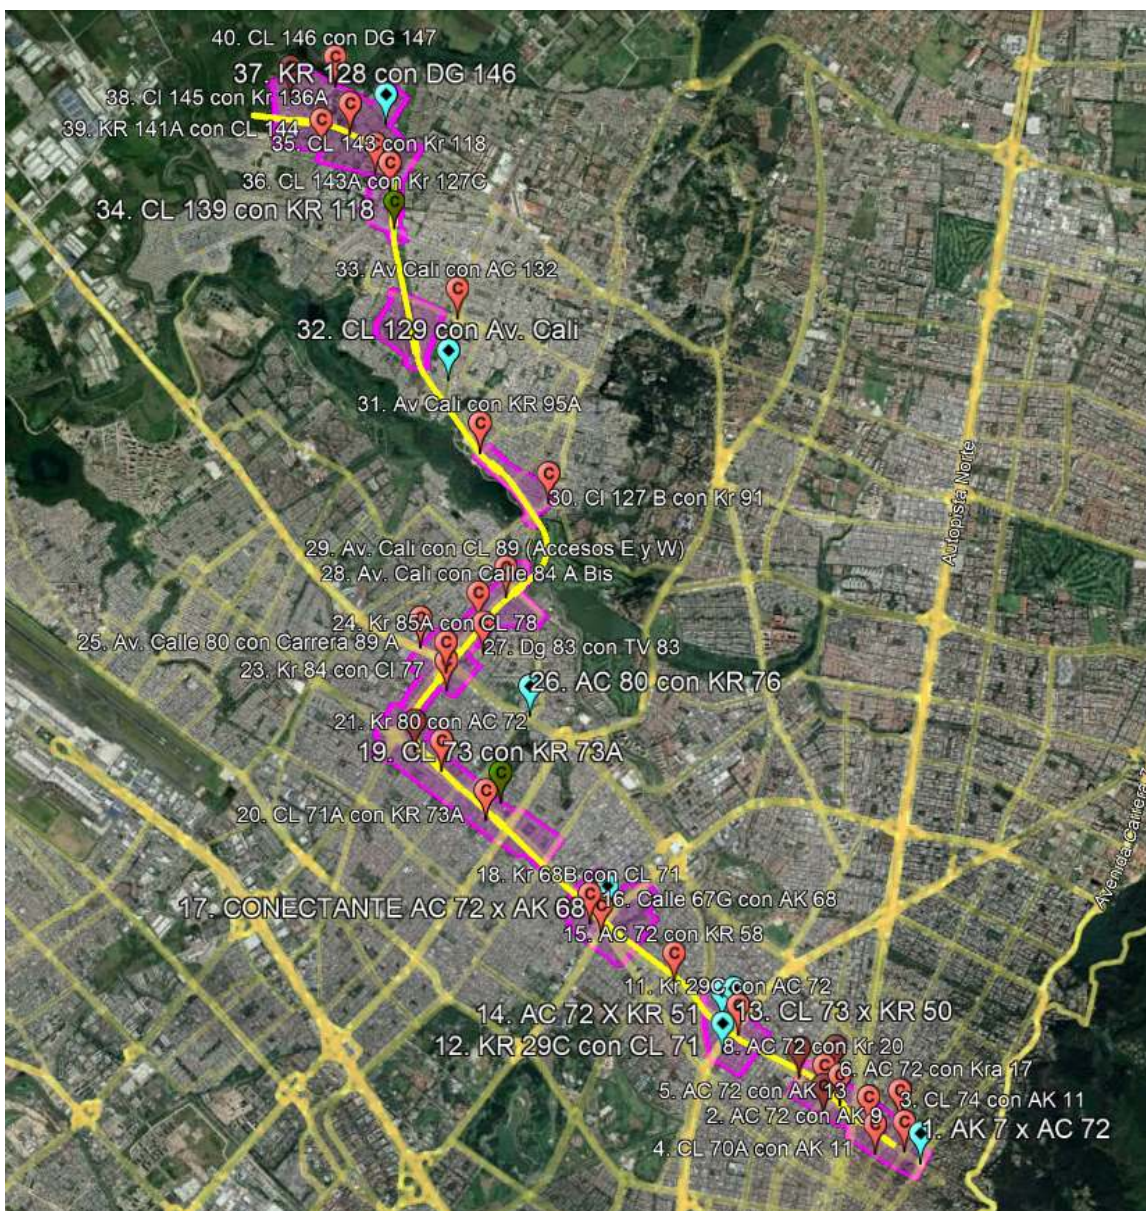 40. CL 146 con DG 147
37. KR 128 con DG 146
38. Cl 145 con Kr 136A
39. KR 141A con CL 144
35. CL 143 con Kr 118
36. CL 143A con Kr 127C
34. CL 139 con KR 118
33. Av Cali con AC 132
32. CL 129 con Av. Cali
31. Av Cali con KR 95A
30. Cl 127 B con Kr 91
Autopista Norte
29. Av. Cali con CL 89 (Accesos E y W)
28. Av. Cali con Calle 84 A Bis
24. Kr 85A con CL 78
25. Av. Calle 80 con Carrera 89 A
27. Dg 83 con TV 83
23. Kr 84 con Cl 77
26. AC 80 con KR 76
21. Kr 80 con AC 72
19. CL 73 con KR 73A
20. CL 71A con KR 73A
Avenida Carrera 7
18. Kr 68B con CL 71
16. Calle 67G con AK 68
17. CONECTANTE AC 72 x AK 68
15. AC 72 con KR 58
11. Kr 29C con AC 72
14. AC 72 X KR 51
13. CL 73 x KR 50
12. KR 29C con CL 71
8. AC 72 con Kr 20
6. AC 72 con Kra 17
5. AC 72 con AK 13
3. CL 74 con AK 11
2. AC 72 con AK 9
1. AK 7 x AC 72
4. CL 70A con AK 11